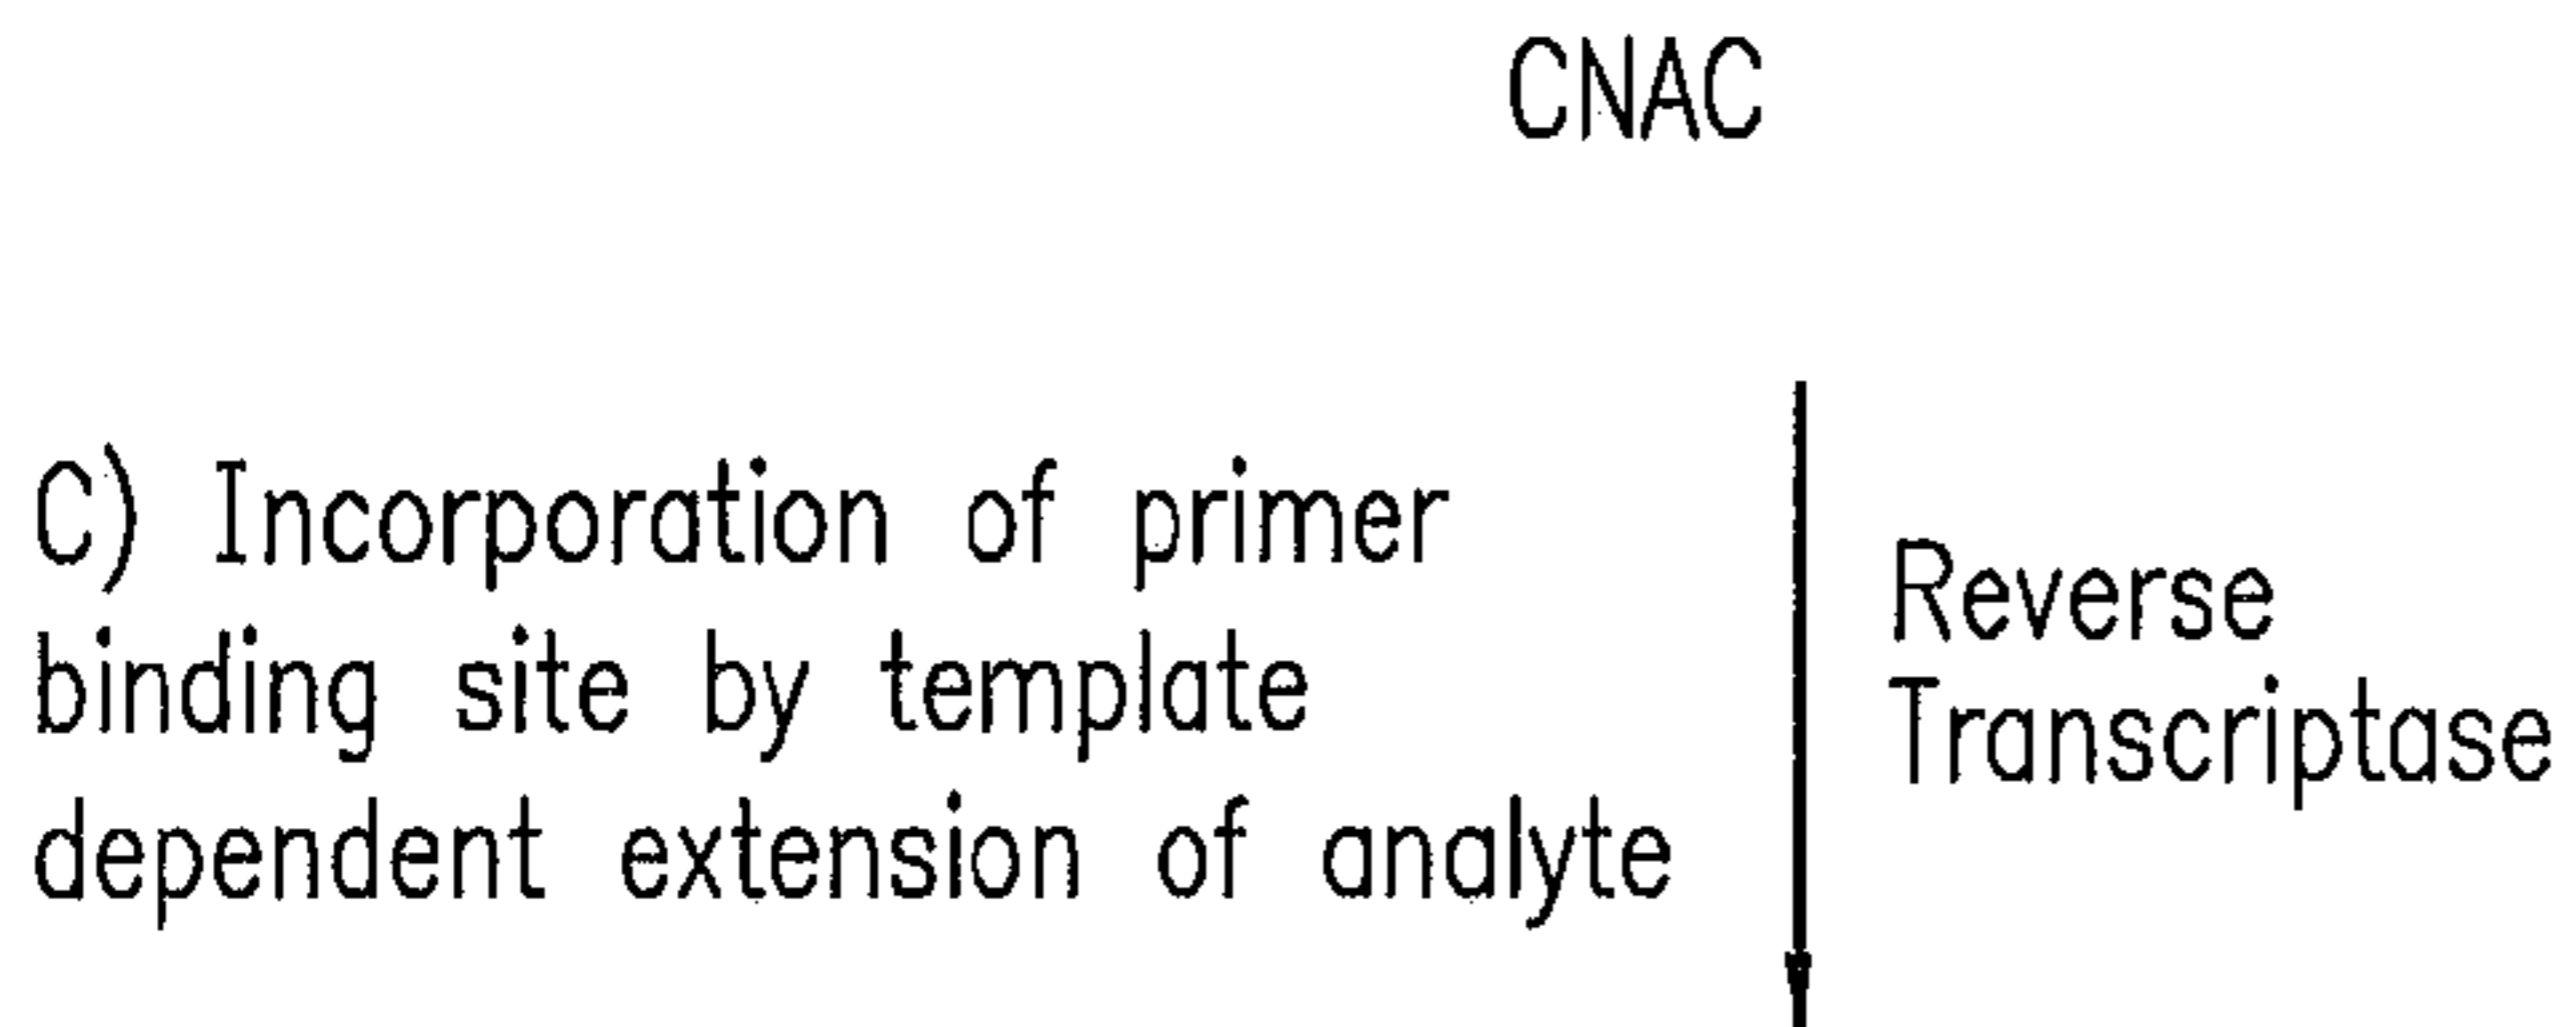 CNAC
C) Incorporation of primer
binding site by template
dependent extension of analyte
Reverse
Transcriptase